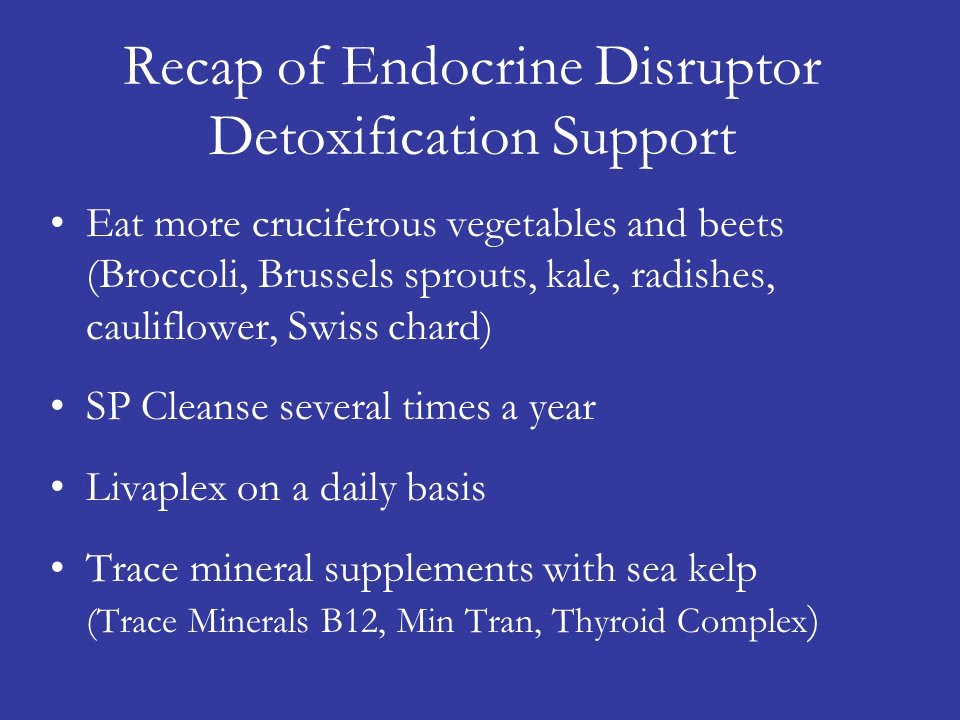 Recap of Endocrine Disruptor
Detoxification Support
• Eat more cruciferous vegetables and beets
(Broccoli, Brussels sprouts, kale, radishes,
cauliflower, Swiss chard)
• SP Cleanse several times a year
• Livaplex on a daily basis
• Trace mineral supplements with sea kelp
(Trace Minerals B12, Min Tran, Thyroid Complex)